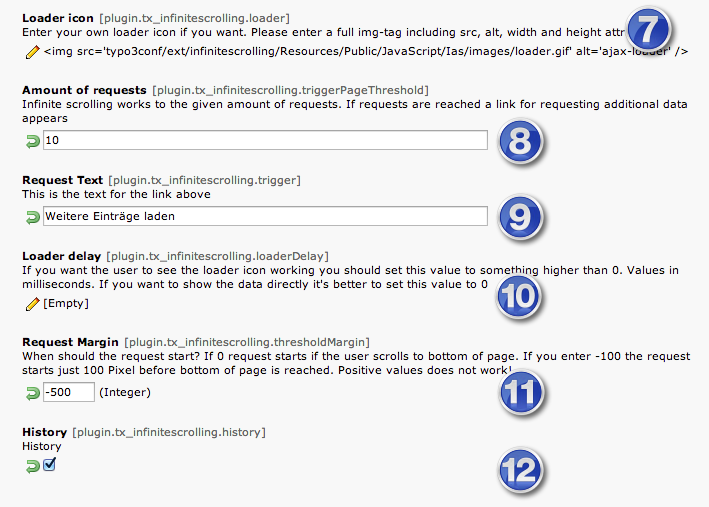 Loader icon [plugin.tx_infinitescrolling.loader]
Enter your own loader icon if you want. Please enter a full img-tag including src, alt, width and height attr
7
<img src='typo3conf/ext/infinitescrolling/Resources/Public/JavaScript/Ias/images/loader.gif' alt='ajax-loader' />
Amount of requests [plugin.tx_infinitescrolling.triggerPageThreshold]
Infinite scrolling works to the given amount of requests. If requests are reached a link for requesting additional data
appears
10
8
Request Text [plugin.tx_infinitescrolling.trigger]
This is the text for the link above
Weitere Einträge laden
9
Loader delay [plugin.tx_infinitescrolling.loaderDelay]
If you want the user to see the loader icon working you should set this value to something higher than 0. Values in
milliseconds. If you want to show the data directly it's better to set this value to 0
10
[Empty]
Request Margin [plugin.tx_infinitescrolling.thresholdMargin]
When should the request start? If 0 request starts if the user scrolls to bottom of page. If you enter -100 the request
starts just 100 Pixel before bottom of page is reached. Positive values does not work!
-500 (Integer)
11
History [plugin.tx_infinitescrolling.history]
History
12